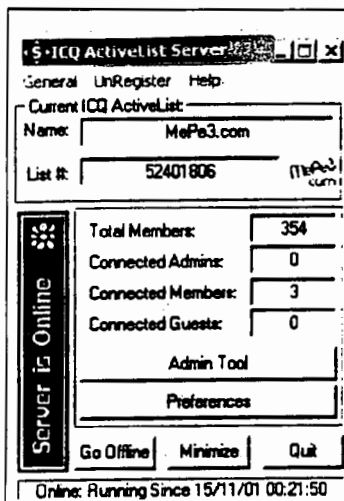 ·Ş·ICQ ActiveList Server
General UnRegister Help
Current ICQ ActiveList:
Name: MePe3.com
List #: 52401806
MePe3
com
Server is Online
Total Members: 354
Connected Admins: 0
Connected Members: 3
Connected Guests: 0
Admin Tool
Preferences
Go Offline Minimize Quit
Online: Running Since 15/11/01 00:21:50